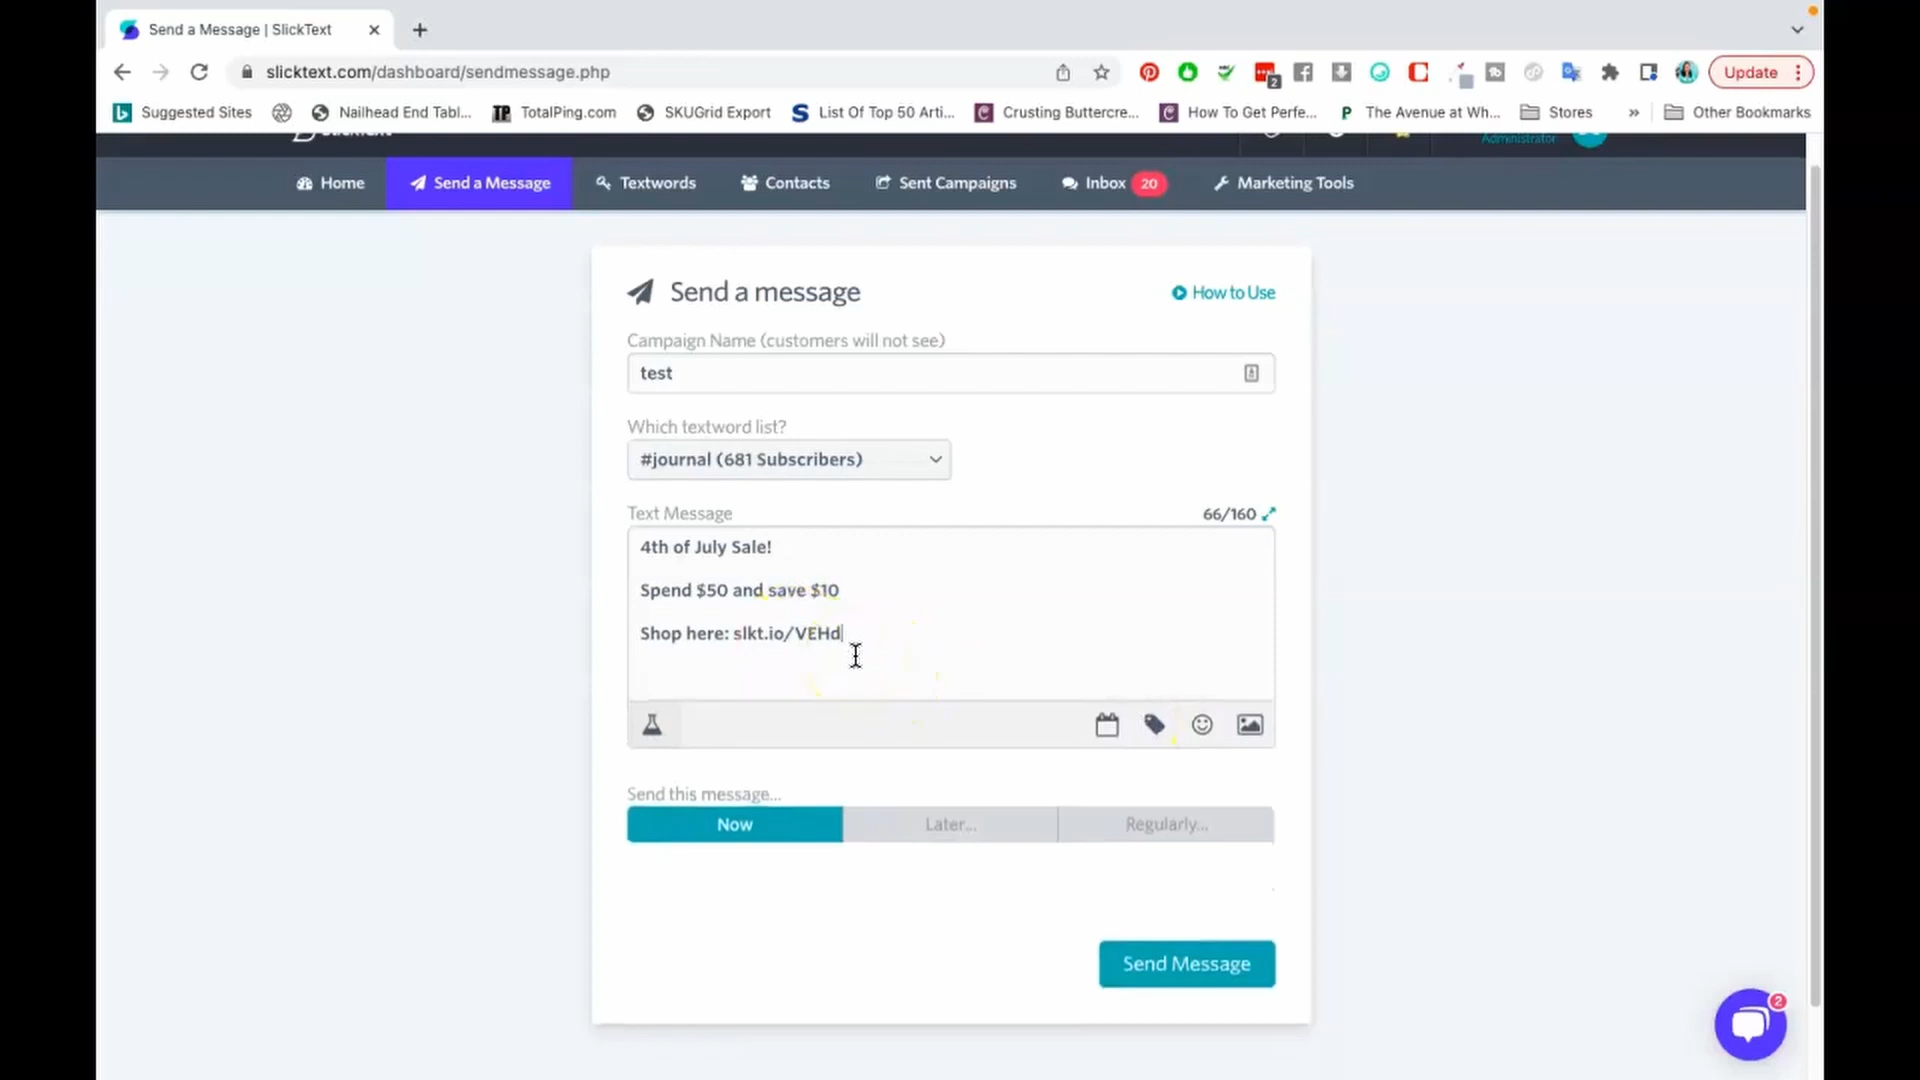 Send a Message | SlickText
slicktext.com/dashboard/sendmessage.php
2
Update
Suggested Sites
Nailhead End Tabl...
TotalPing.com
SKUGrid Export
List Of Top 50 Arti...
Crusting Buttercre...
How To Get Perfe...
The Avenue at Wh...
Stores
»
Other Bookmarks
Administrator
Home
Send a Message
Textwords
Contacts
Sent Campaigns
Inbox 20
Marketing Tools
Send a message
How to Use
Campaign Name (customers will not see)
test
Which textword list?
#journal (681 Subscribers)
Text Message
66/160
4th of July Sale!
Spend $50 and save $10
Shop here: slkt.io/VEHd
Send this message...
Now
Later...
Regularly...
Send Message
2